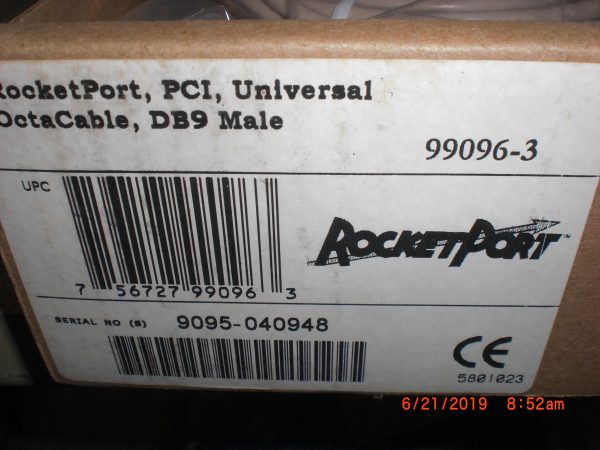 RocketPort, PCI, Universal
OctaCable, DB9 Male
99096-3
UPC
7 56727 99096 3
ROCKETPORT™
SERIAL NO (S) 9095-040948
CE
5801023
6/21/2019 8:52am